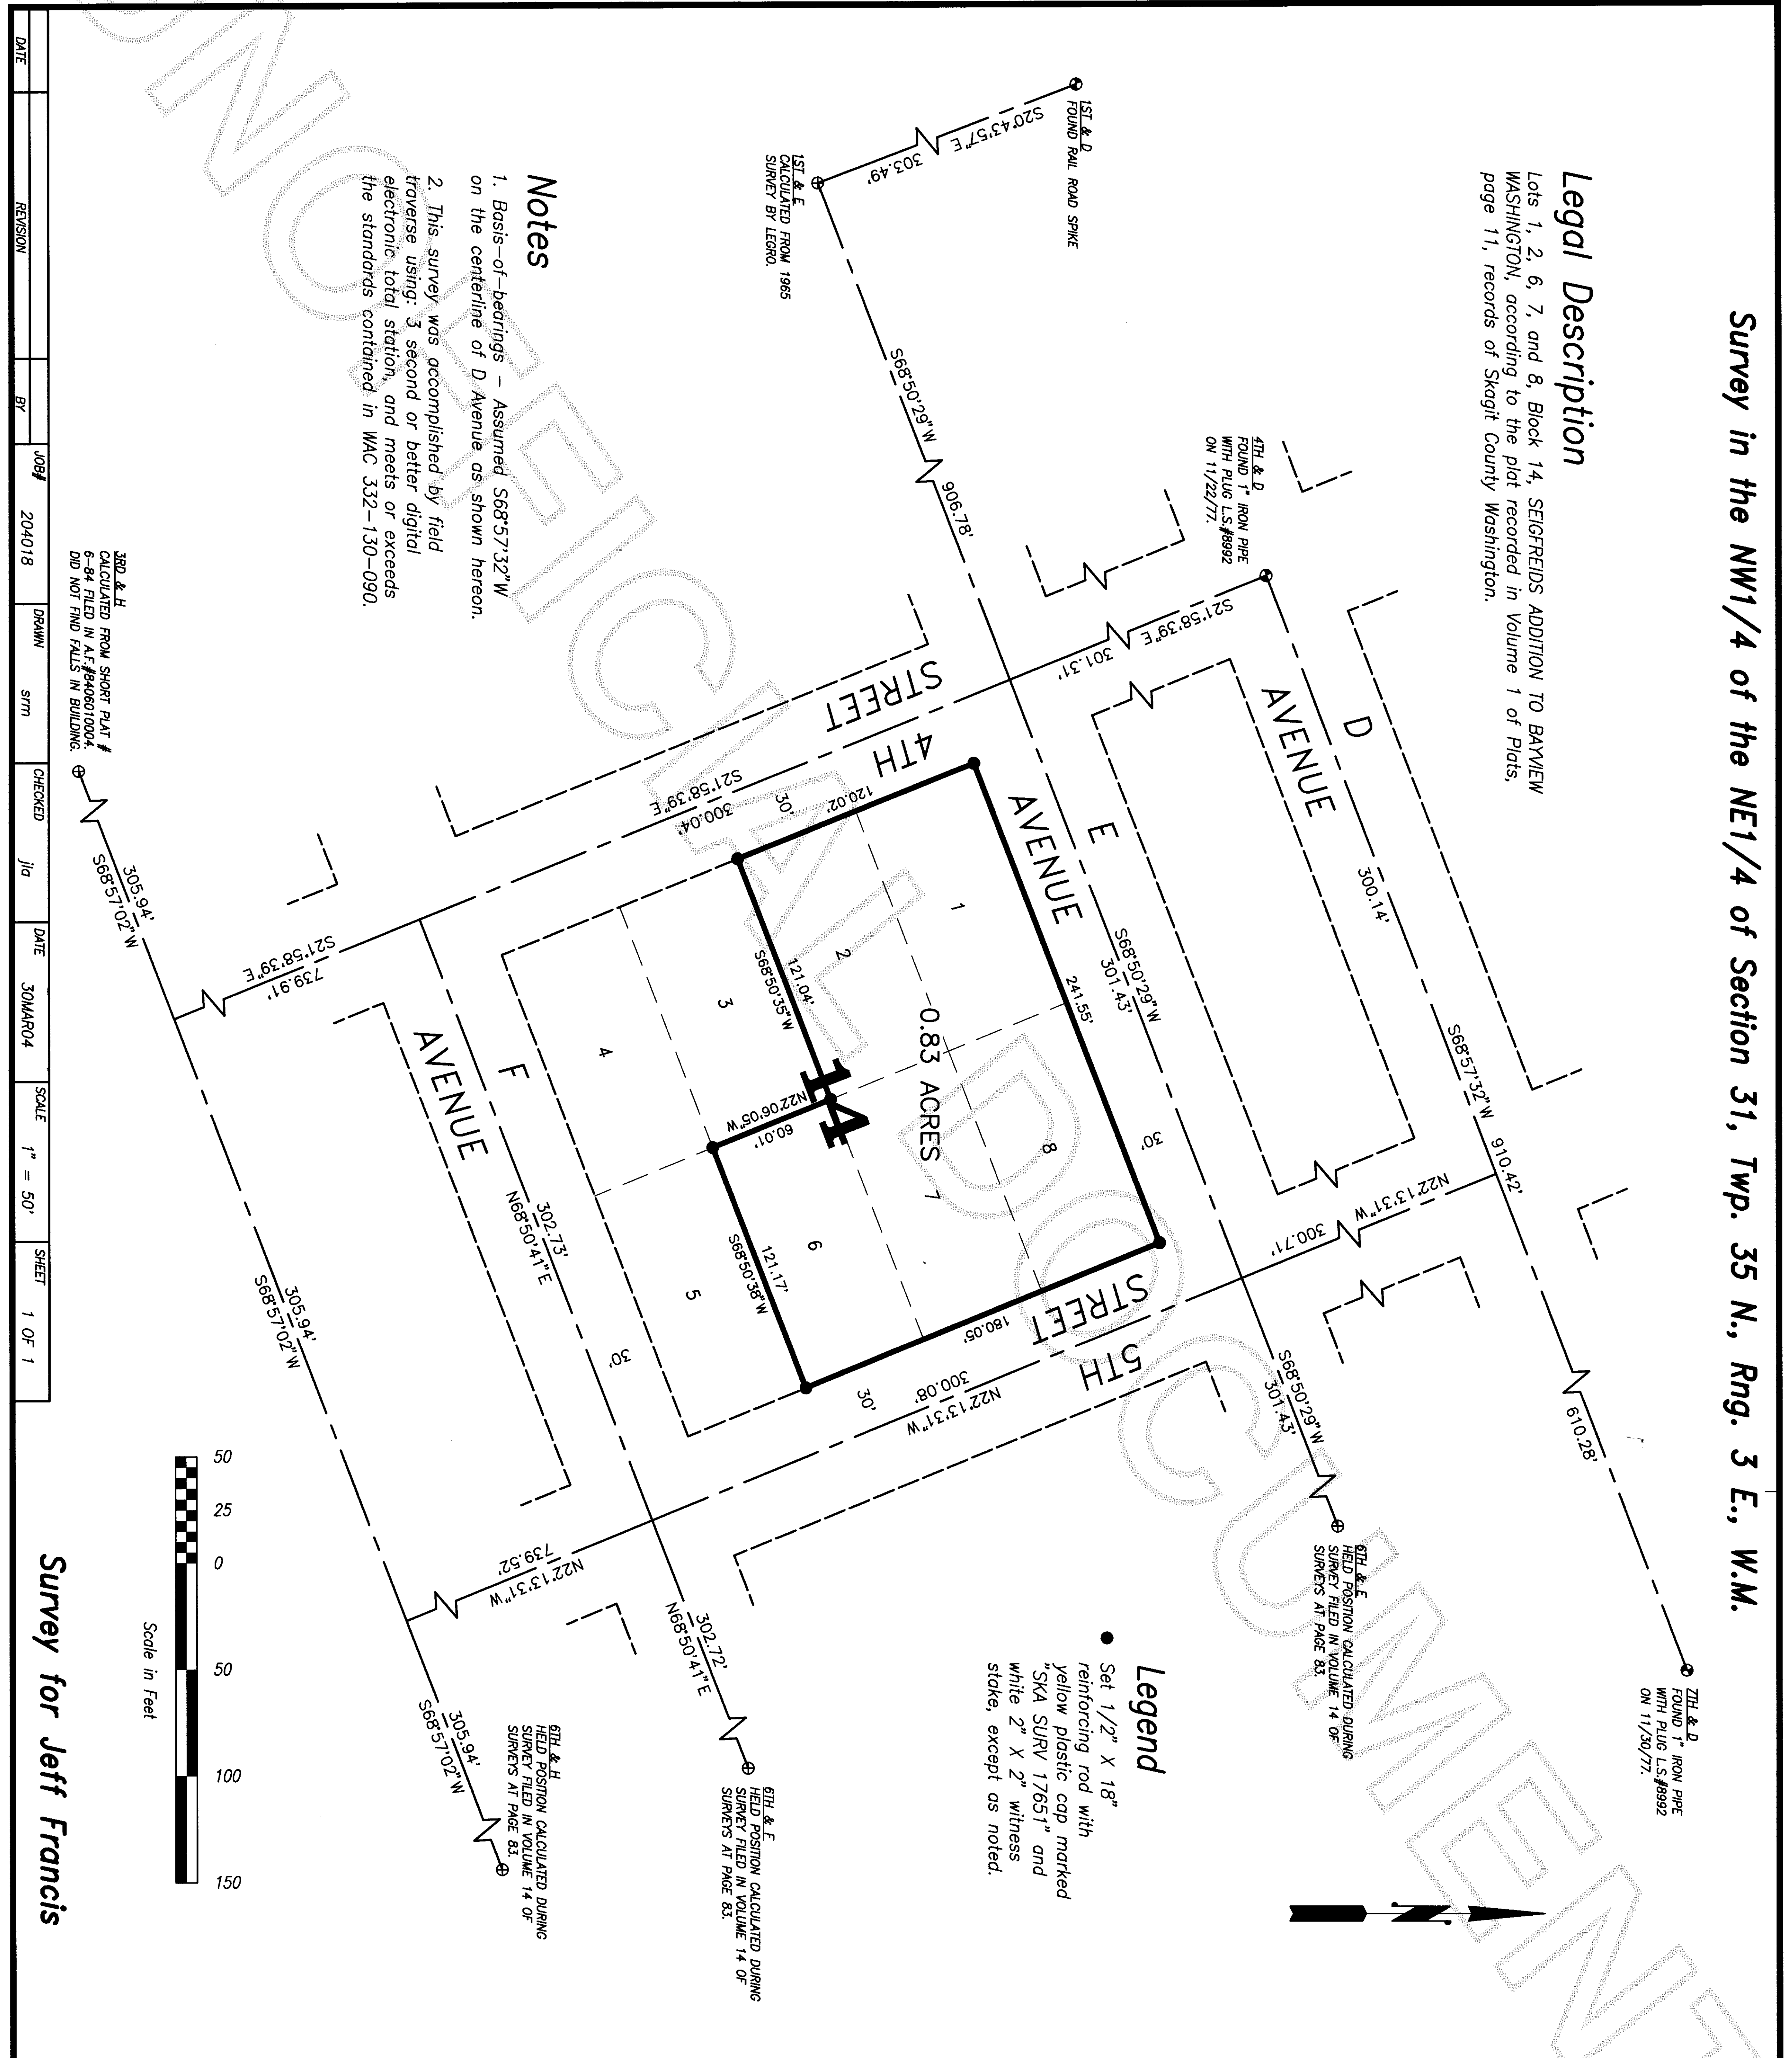 Survey in the NW1/4 of the NE1/4 of Section 31, Twp. 35 N., Rng. 3 E., W.M.
Legal Description
Lots 1, 2, 6, 7, and 8, Block 14, SEIGFREIDS ADDITION TO BAYVIEW
WASHINGTON, according to the plat recorded in Volume 1 of Plats,
page 11, records of Skagit County Washington.
7TH & D
FOUND 1" IRON PIPE
WITH PLUG L.S.#8992
ON 11/30/77.
610.28'
910.42'
S68°57'32"W
300.14'
D
AVENUE
4TH & D
FOUND 1" IRON PIPE
WITH PLUG L.S.#8992
ON 11/22/77.
S21°58'39"E
301.31'
N22°13'31"W
300.71'
1ST & D
FOUND RAIL ROAD SPIKE
S20°43'57"E
303.49'
1ST & E
CALCULATED FROM 1965
SURVEY BY LEGRO.
S68°50'29"W
906.78'
E
AVENUE
S68°50'29"W
301.43'
30'
S68°50'29"W
301.43'
6TH & E
HELD POSITION CALCULATED DURING
SURVEY FILED IN VOLUME 14 OF
SURVEYS AT PAGE 83.
STREET
4TH
120.02'
241.55'
1
2
3
4
5
6
7
8
0.83 ACRES
14
121.04'
S68°50'35"W
N22°06'05"W
60.01'
121.17'
S68°50'38"W
180.05'
STREET
5TH
S21°58'39"E
300.04'
30'
30'
300.08'
N22°13'31"W
30'
F
AVENUE
302.73'
N68°50'41"E
302.72'
N68°50'41"E
6TH & F
HELD POSITION CALCULATED DURING
SURVEY FILED IN VOLUME 14 OF
SURVEYS AT PAGE 83.
S21°58'39"E
739.91'
739.52'
N22°13'31"W
Notes
1. Basis-of-bearings - Assumed S68°57'32"W
on the centerline of D Avenue as shown hereon.
2. This survey was accomplished by field
traverse using: 3 second or better digital
electronic total station, and meets or exceeds
the standards contained in WAC 332-130-090.
Legend
Set 1/2" X 18"
reinforcing rod with
yellow plastic cap marked
"SKA SURV 17651" and
white 2" X 2" witness
stake, except as noted.
3RD & H
CALCULATED FROM SHORT PLAT #
6-84 FILED IN A.F.#8406010004.
DID NOT FIND FALLS IN BUILDING.
305.94'
S68°57'02"W
305.94'
S68°57'02"W
305.94'
S68°57'02"W
6TH & H
HELD POSITION CALCULATED DURING
SURVEY FILED IN VOLUME 14 OF
SURVEYS AT PAGE 83.
50 25 0 50 100 150
Scale in Feet
Survey for Jeff Francis
DATE REVISION BY
JOB# 204018 DRAWN srm CHECKED jla DATE 30MAR04 SCALE 1" = 50' SHEET 1 OF 1
UNOFFICIAL DOCUMENT